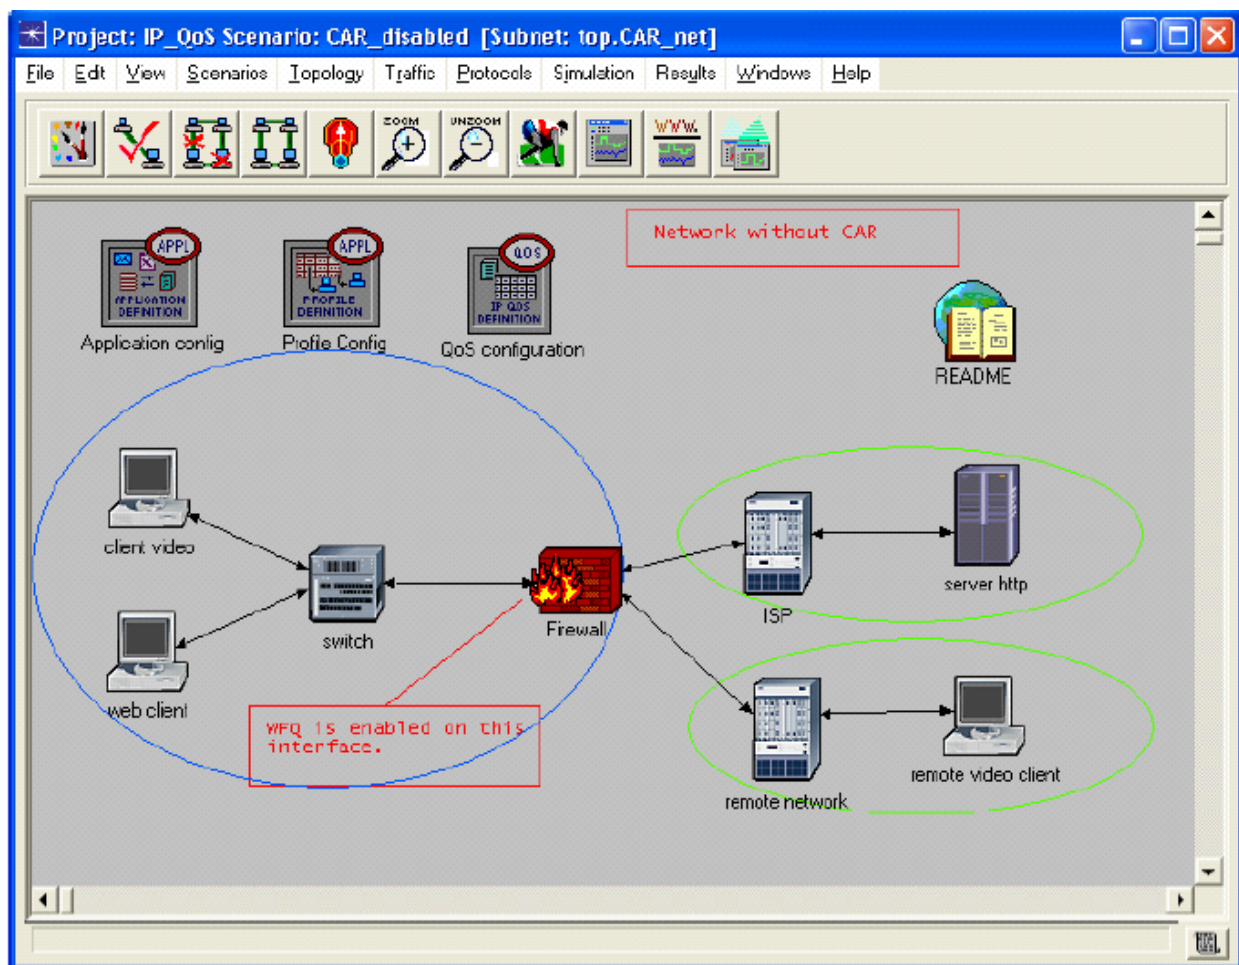 Project: IP_QoS Scenario: CAR_disabled [Subnet: top.CAR_net]
File Edit View Scenarios Topology Traffic Protocols Simulation Results Windows Help
ZOOM
UNZOOM
WWW.
Network without CAR
APPL
APPLICATION
DEFINITION
Application config
APPL
PROFILE
DEFINITION
Profile Config
QOS
IP QOS
DEFINITION
QoS configuration
README
client video
web client
switch
Firewall
ISP
server http
WFQ is enabled on this
interface.
remote network
remote video client